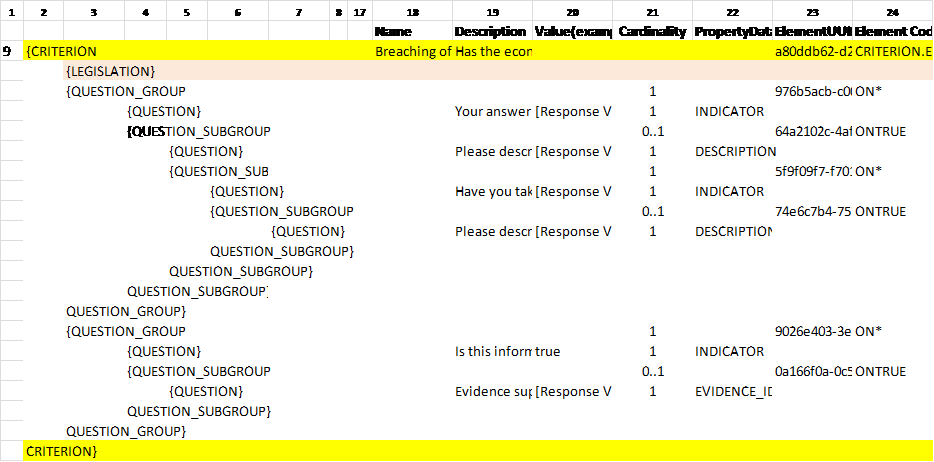 1 2 3 4 5 6 7 8 17 18 19 20 21 22 23 24
Name Description Value(examp Cardinality PropertyData ElementUUI Element Cod
9 {CRITERION Breaching of Has the econ a80ddb62-d2 CRITERION.E
{LEGISLATION}
{QUESTION_GROUP 1 976b5acb-c00 ON*
{QUESTION} Your answer [Response V 1 INDICATOR
{QUESTION_SUBGROUP 0..1 64a2102c-4af ONTRUE
{QUESTION} Please descr [Response V 1 DESCRIPTION
{QUESTION_SUB 1 5f9f09f7-f701 ON*
{QUESTION} Have you tak [Response V 1 INDICATOR
{QUESTION_SUBGROUP 0..1 74e6c7b4-75 ONTRUE
{QUESTION} Please descr [Response V 1 DESCRIPTION
QUESTION_SUBGROUP}
QUESTION_SUBGROUP}
QUESTION_SUBGROUP}
QUESTION_GROUP}
{QUESTION_GROUP 1 9026e403-3e ON*
{QUESTION} Is this inform true 1 INDICATOR
{QUESTION_SUBGROUP 0..1 0a166f0a-0c5 ONTRUE
{QUESTION} Evidence sup [Response V 1 EVIDENCE_ID
QUESTION_SUBGROUP}
QUESTION_GROUP}
CRITERION}